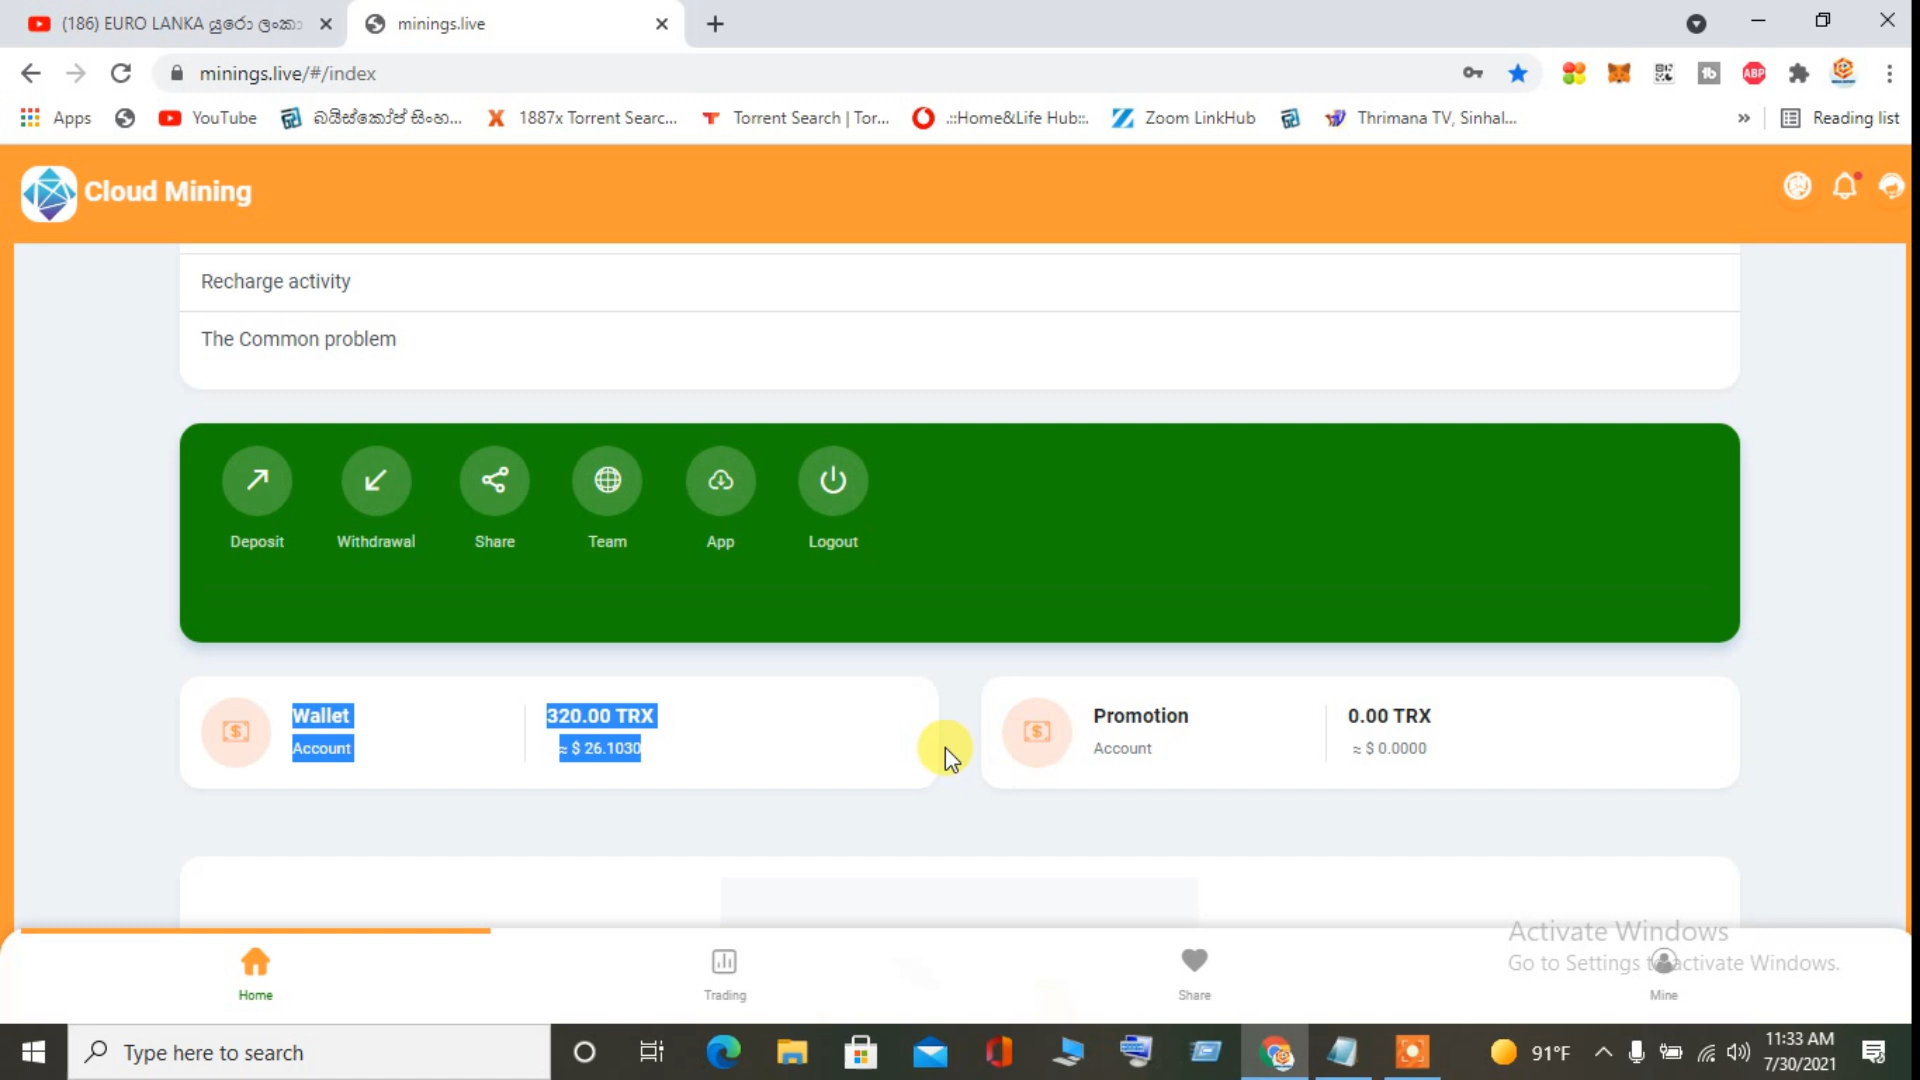 (186) EURO LANKA යුරෝ ලංකා
minings.live
minings.live/#/index
ABP
Apps
YouTube
බයිස්කෝප් සිංහ...
1887x Torrent Searc...
Torrent Search | Tor...
.::Home&Life Hub::.
Zoom LinkHub
Thrimana TV, Sinhal...
»
Reading list
Cloud Mining
Recharge activity
The Common problem
Deposit
Withdrawal
Share
Team
App
Logout
Wallet
Account
320.00 TRX
≈ $ 26.1030
Promotion
Account
0.00 TRX
≈ $ 0.0000
Activate Windows
Go to Settings to activate Windows.
Home
Trading
Share
Mine
Type here to search
91°F
11:33 AM
7/30/2021